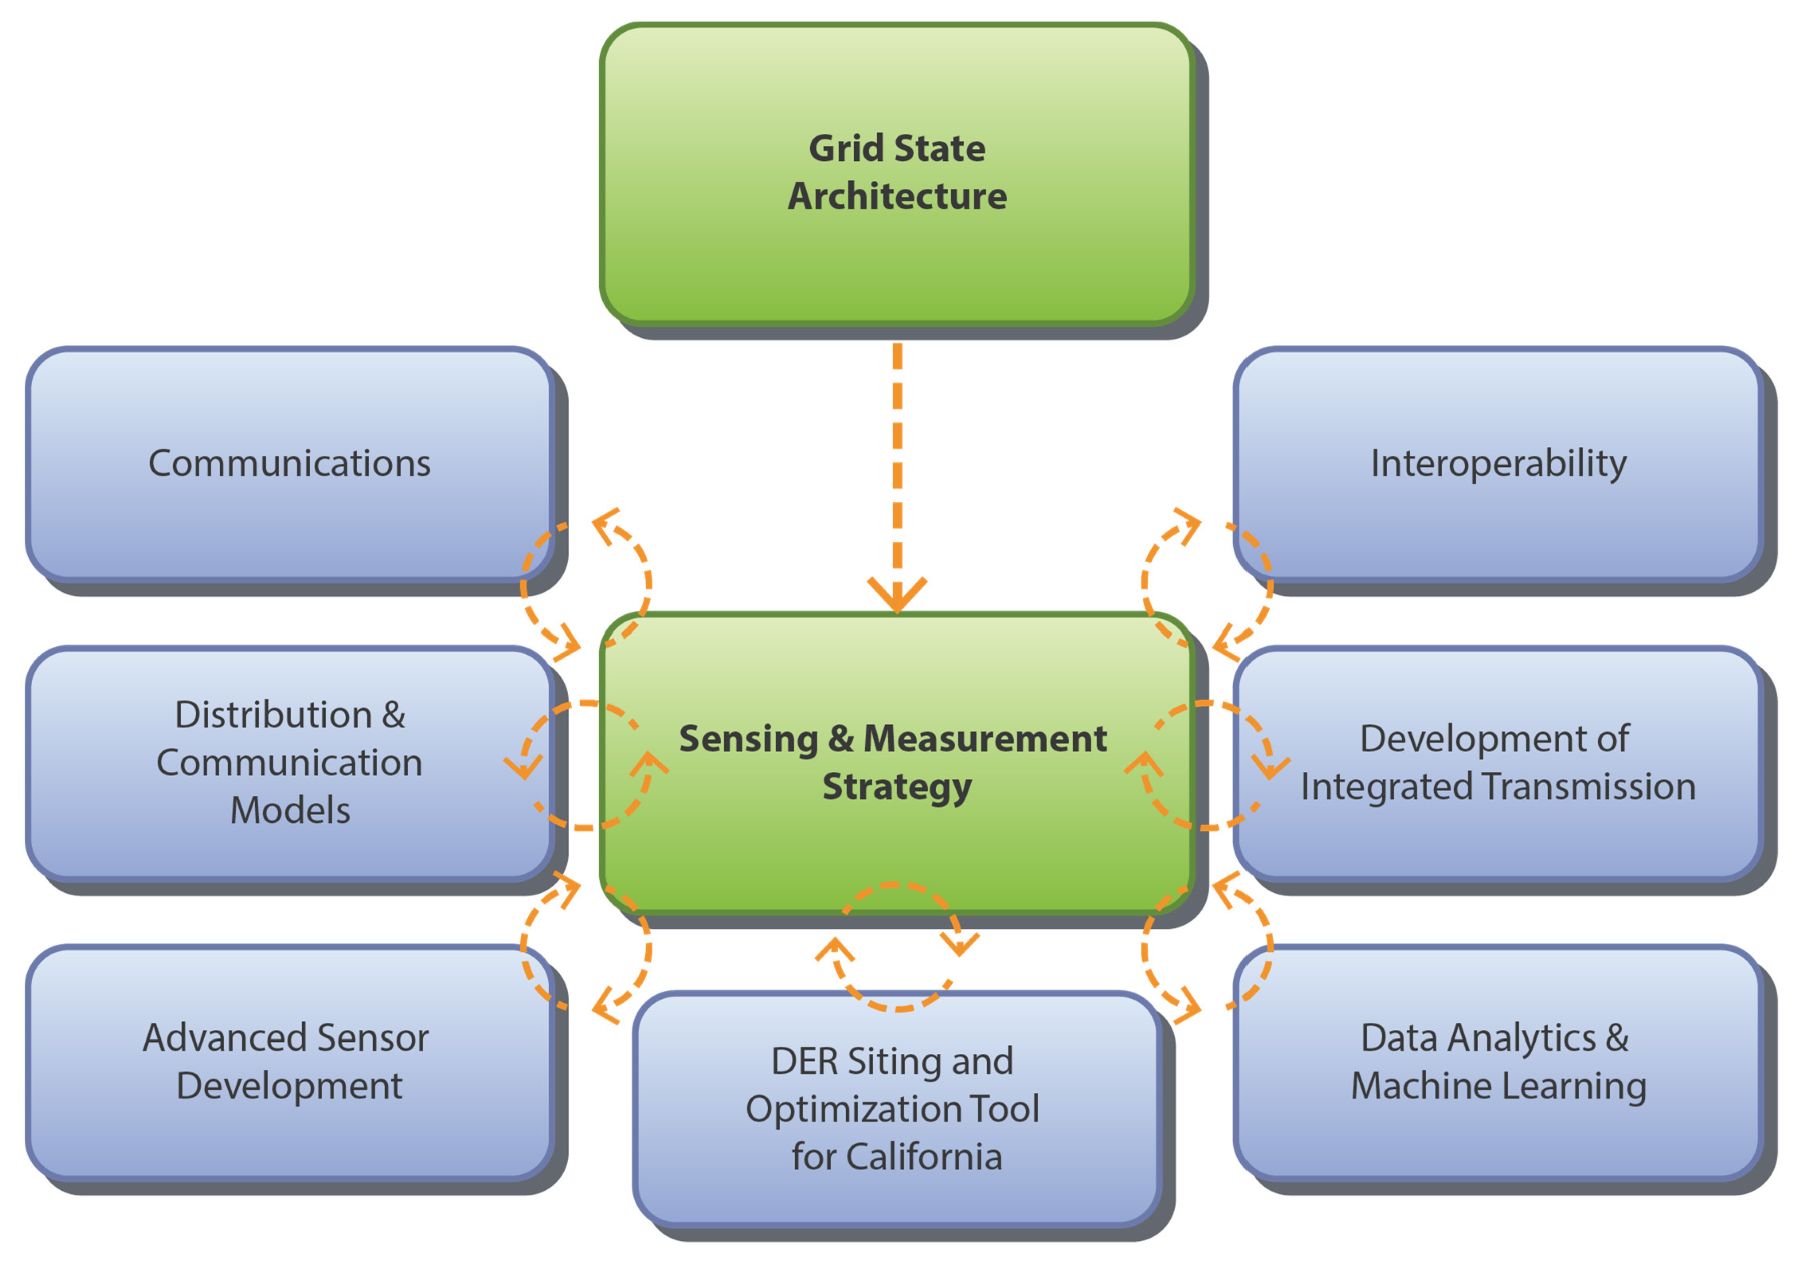 Grid State
Architecture
Communications
Interoperability
Distribution &
Communication
Models
Sensing & Measurement
Strategy
Development of
Integrated Transmission
Advanced Sensor
Development
DER Siting and
Optimization Tool
for California
Data Analytics &
Machine Learning